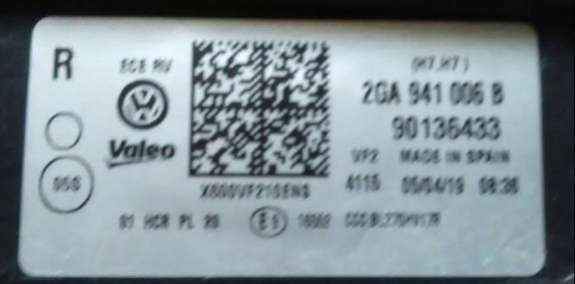 R
ECE RV
(H7,H7)
2GA 941 006 B
90136433
Valeo
VF2 MADE IN SPAIN
4115 05/04/19 08:36
01 HCR PL 20 E9